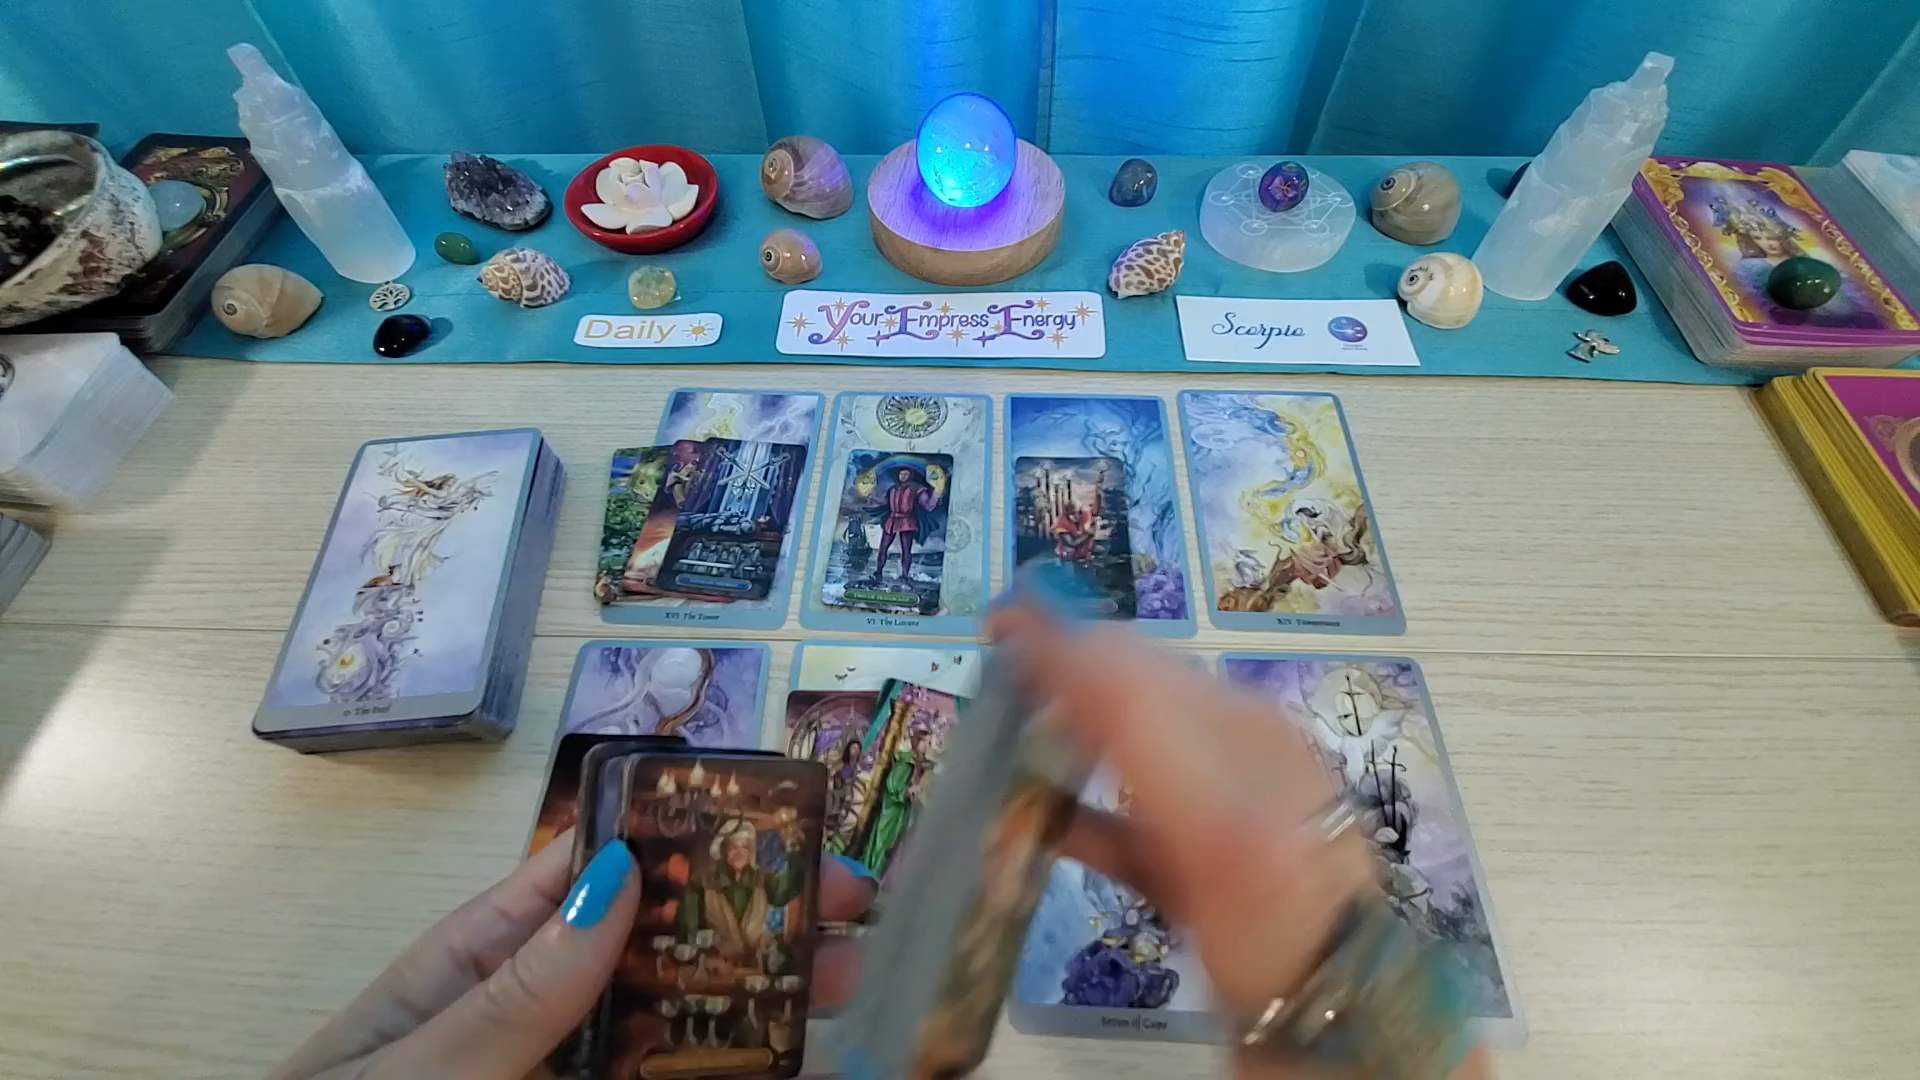 Daily
Your Empress Energy
Scorpio
XVI The Tower
VI The Lovers
XIV Temperance
0 The Fool
Seven of Cups